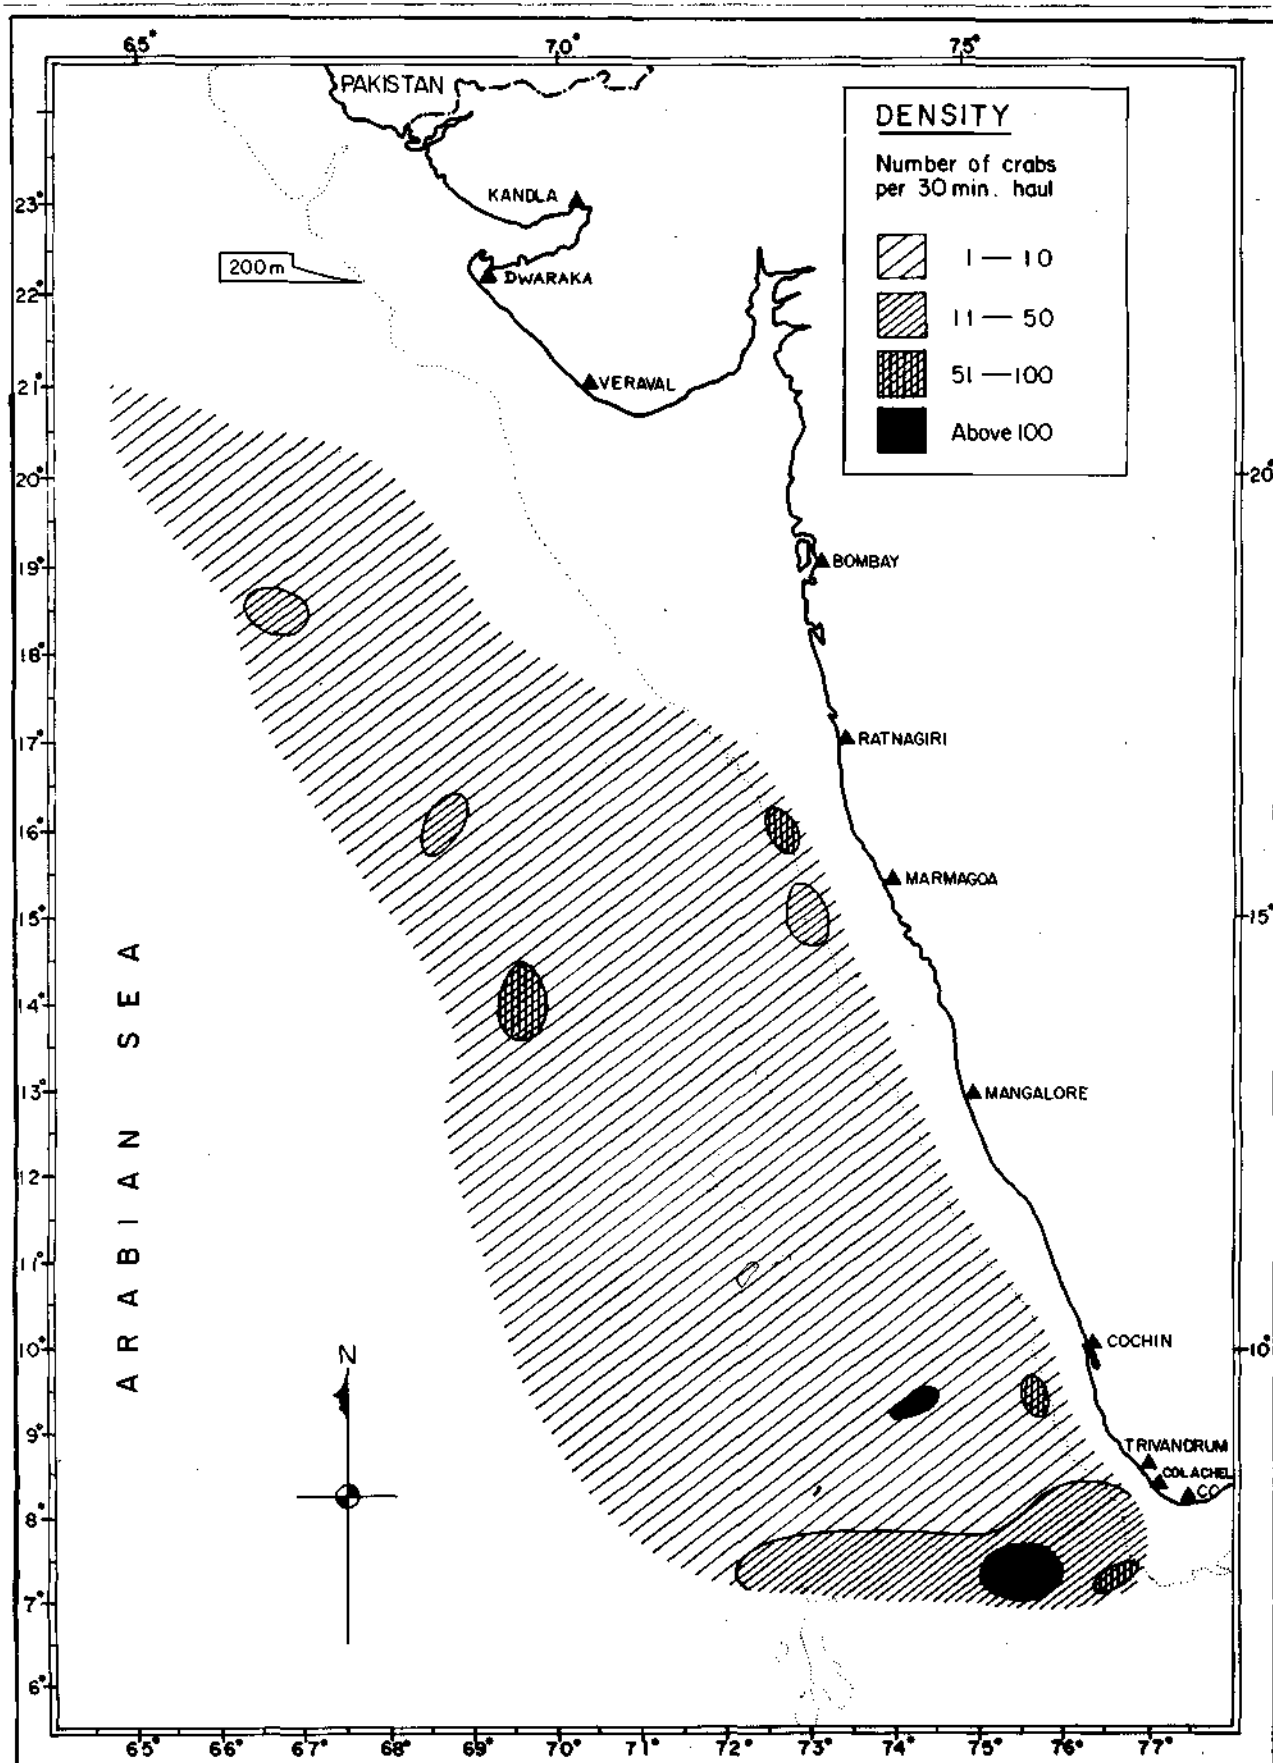 65° 70° 75°
PAKISTAN
DENSITY
Number of crabs
per 30 min. haul
1 — 10
11 — 50
51 — 100
Above 100
KANDLA
200 m
DWARAKA
VERAVAL
BOMBAY
RATNAGIRI
MARMAGOA
MANGALORE
COCHIN
TRIVANDRUM
COLACHEL
CO
ARABIAN SEA
N
23°
22°
21°
20°
19°
18°
17°
16°
15°
14°
13°
12°
11°
10°
9°
8°
7°
6°
20°
15°
10°
65° 66° 67° 68° 69° 70° 71° 72° 73° 74° 75° 76° 77°